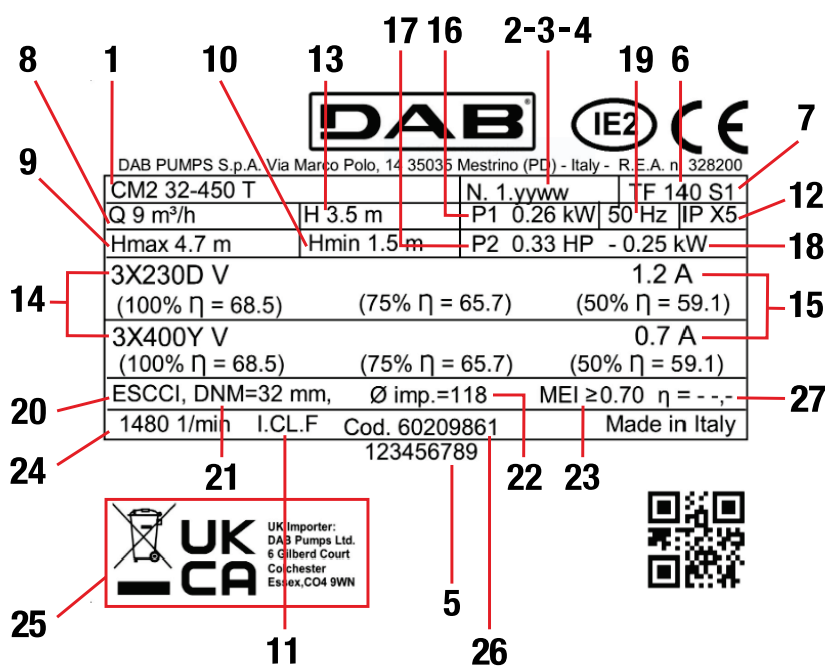 17 16 2-3-4
8 1 10 13 19 6
DAB
IE2 CE
7
9
DAB PUMPS S.p.A. Via Marco Polo, 14 35035 Mestrino (PD) - Italy - R.E.A. n. 328200
CM2 32-450 T N. 1.yyww TF 140 S1
12
Q 9 m³/h H 3.5 m P1 0.26 kW 50 Hz IP X5
Hmax 4.7 m Hmin 1.5 m P2 0.33 HP - 0.25 kW
18
3X230D V 1.2 A
14 15
(100% Ƞ = 68.5) (75% Ƞ = 65.7) (50% Ƞ = 59.1)
3X400Y V 0.7 A
(100% Ƞ = 68.5) (75% Ƞ = 65.7) (50% Ƞ = 59.1)
20 ESCCI, DNM=32 mm, Ø imp.=118 MEI ≥0.70 η = - -,- 27
1480 1/min I.CL.F Cod. 60209861 Made in Italy
24
123456789
21 22 23
UK
CA
UK Importer:
DAB Pumps Ltd.
6 Gilberd Court
Colchester
Essex,CO4 9WN
5
25
11 26